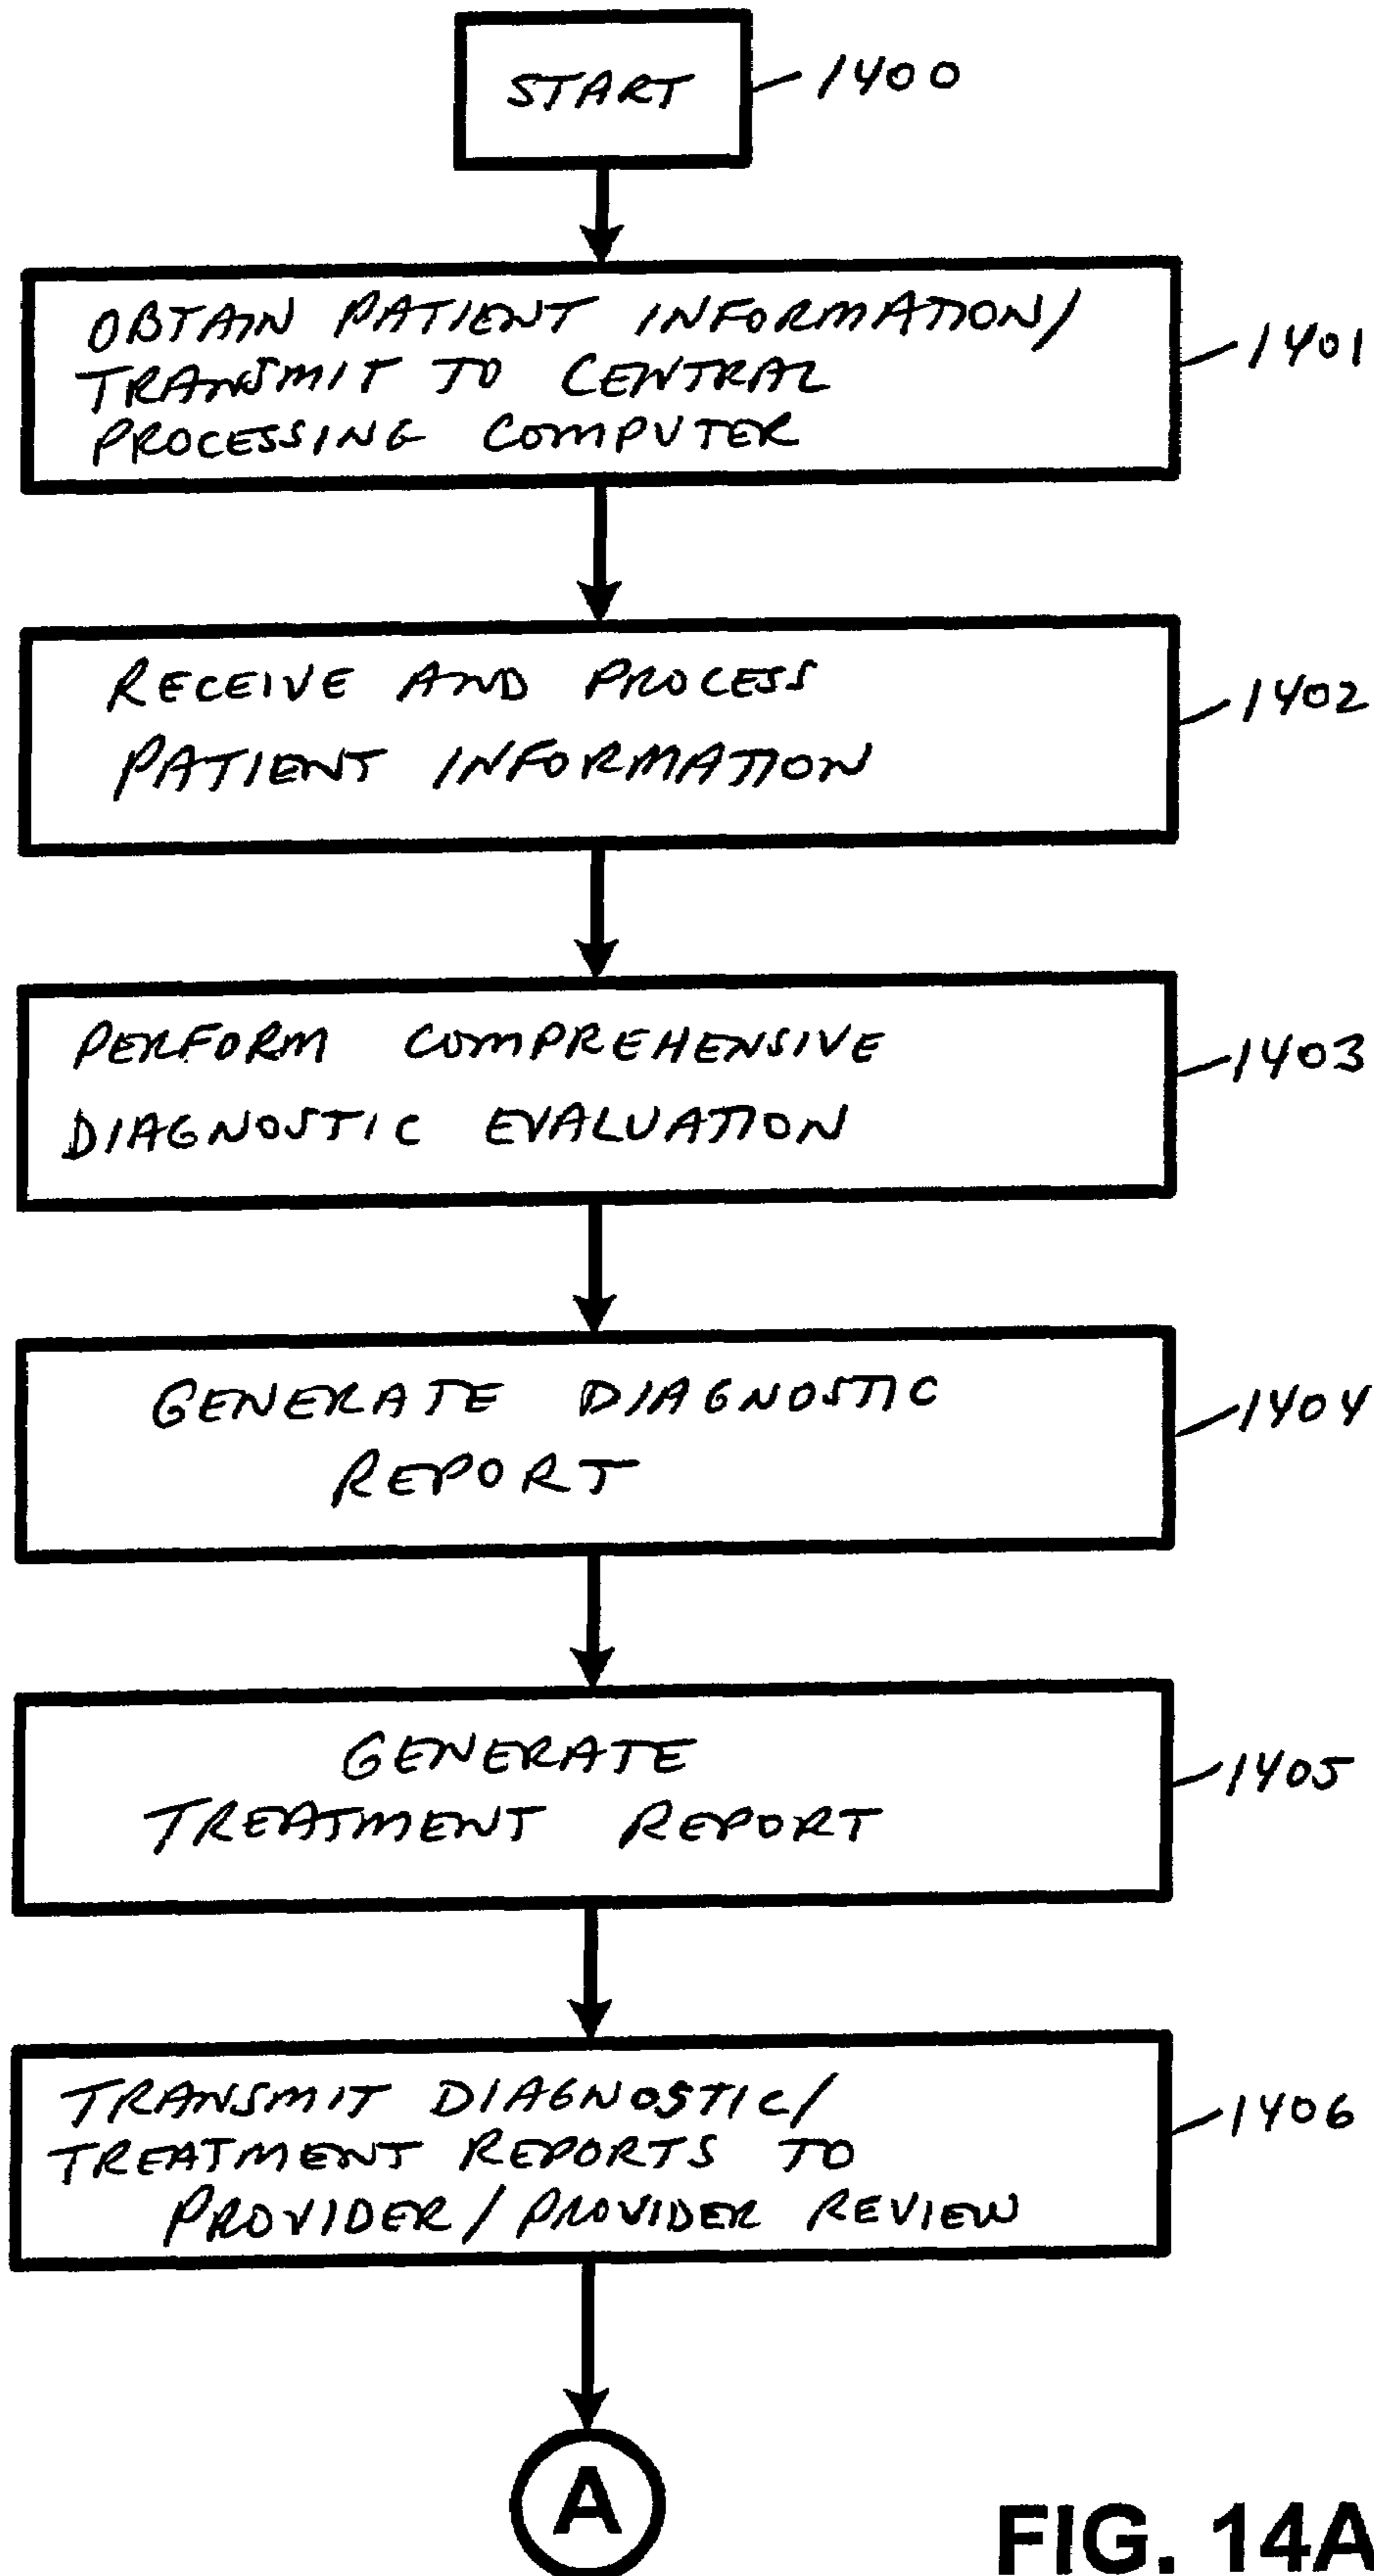 START
1400
OBTAIN PATIENT INFORMATION/
TRANSMIT TO CENTRAL
PROCESSING COMPUTER
1401
RECEIVE AND PROCESS
PATIENT INFORMATION
1402
PERFORM COMPREHENSIVE
DIAGNOSTIC EVALUATION
1403
GENERATE DIAGNOSTIC
REPORT
1404
GENERATE
TREATMENT REPORT
1405
TRANSMIT DIAGNOSTIC/
TREATMENT REPORTS TO
PROVIDER/PROVIDER REVIEW
1406
A
FIG. 14A